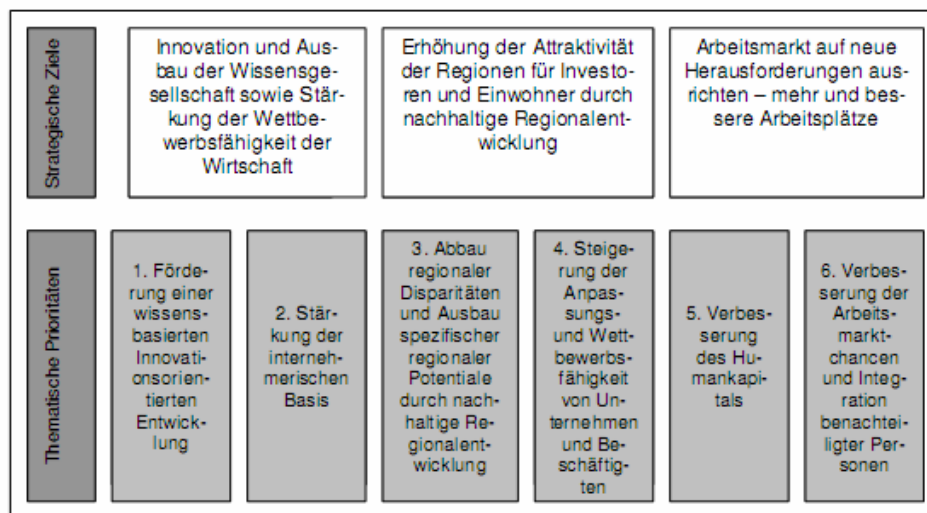 Strategische Ziele
Innovation und Aus-
bau der Wissensge-
sellschaft sowie Stär-
kung der Wettbe-
werbsfähigkeit der
Wirtschaft
Erhöhung der Attraktivität
der Regionen für Investo-
ren und Einwohner durch
nachhaltige Regionalent-
wicklung
Arbeitsmarkt auf neue
Herausforderungen aus-
richten – mehr und bes-
sere Arbeitsplätze
Thematische Prioritäten
1. Förde-
rung einer
wissens-
basierten
Innovati-
onsorien-
tierten
Entwick-
lung
2. Stär-
kung der
interneh-
merischen
Basis
3. Abbau
regionaler
Disparitäten
und Ausbau
spezifischer
regionaler
Potentiale
durch nach-
haltige Re-
gionalent-
wicklung
4. Steige-
rung der
Anpas-
sungs-
und Wett-
bewerbs-
fähigkeit
von Un-
ternehmen
und Be-
schäftig-
ten
5. Verbes-
serung
des Hu-
mankapi-
tals
6. Verbes-
serung der
Arbeits-
markt-
chancen
und Integ-
ration
benachtei-
ligter Per-
sonen